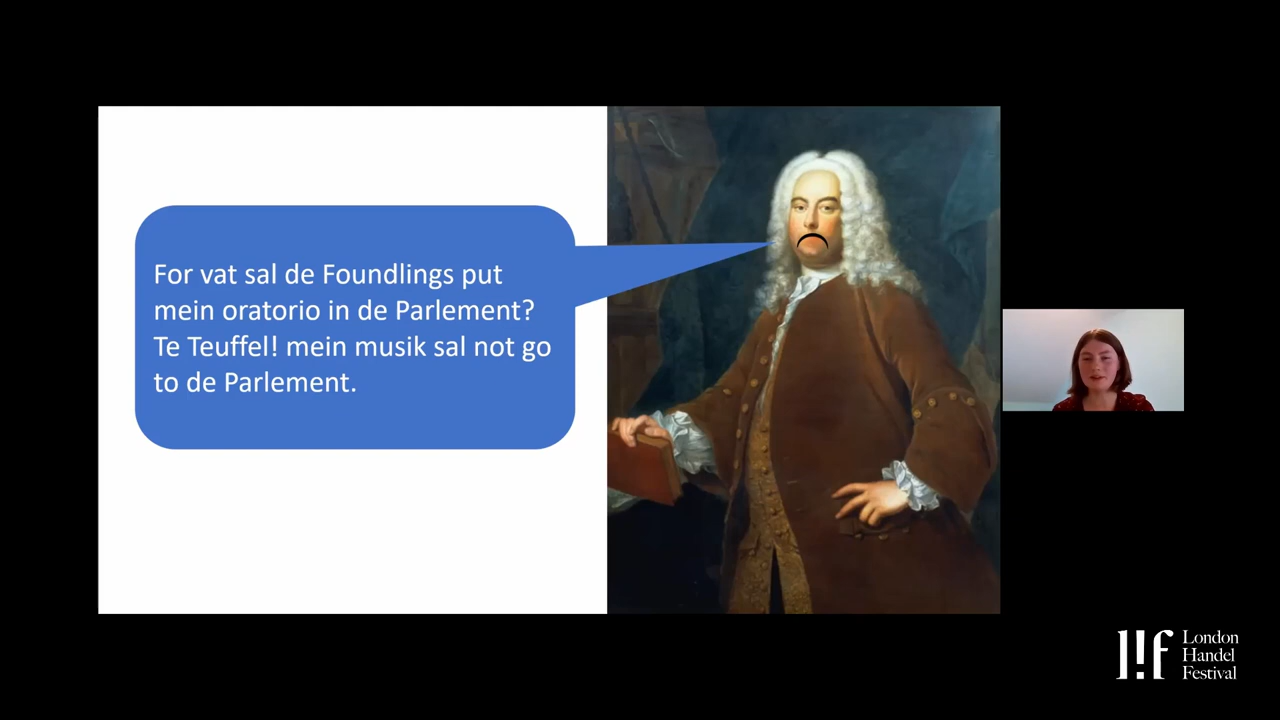 For vat sal de Foundlings put
mein oratorio in de Parlement?
Te Teuffel! mein musik sal not go
to de Parlement.
l!f
London
Handel
Festival